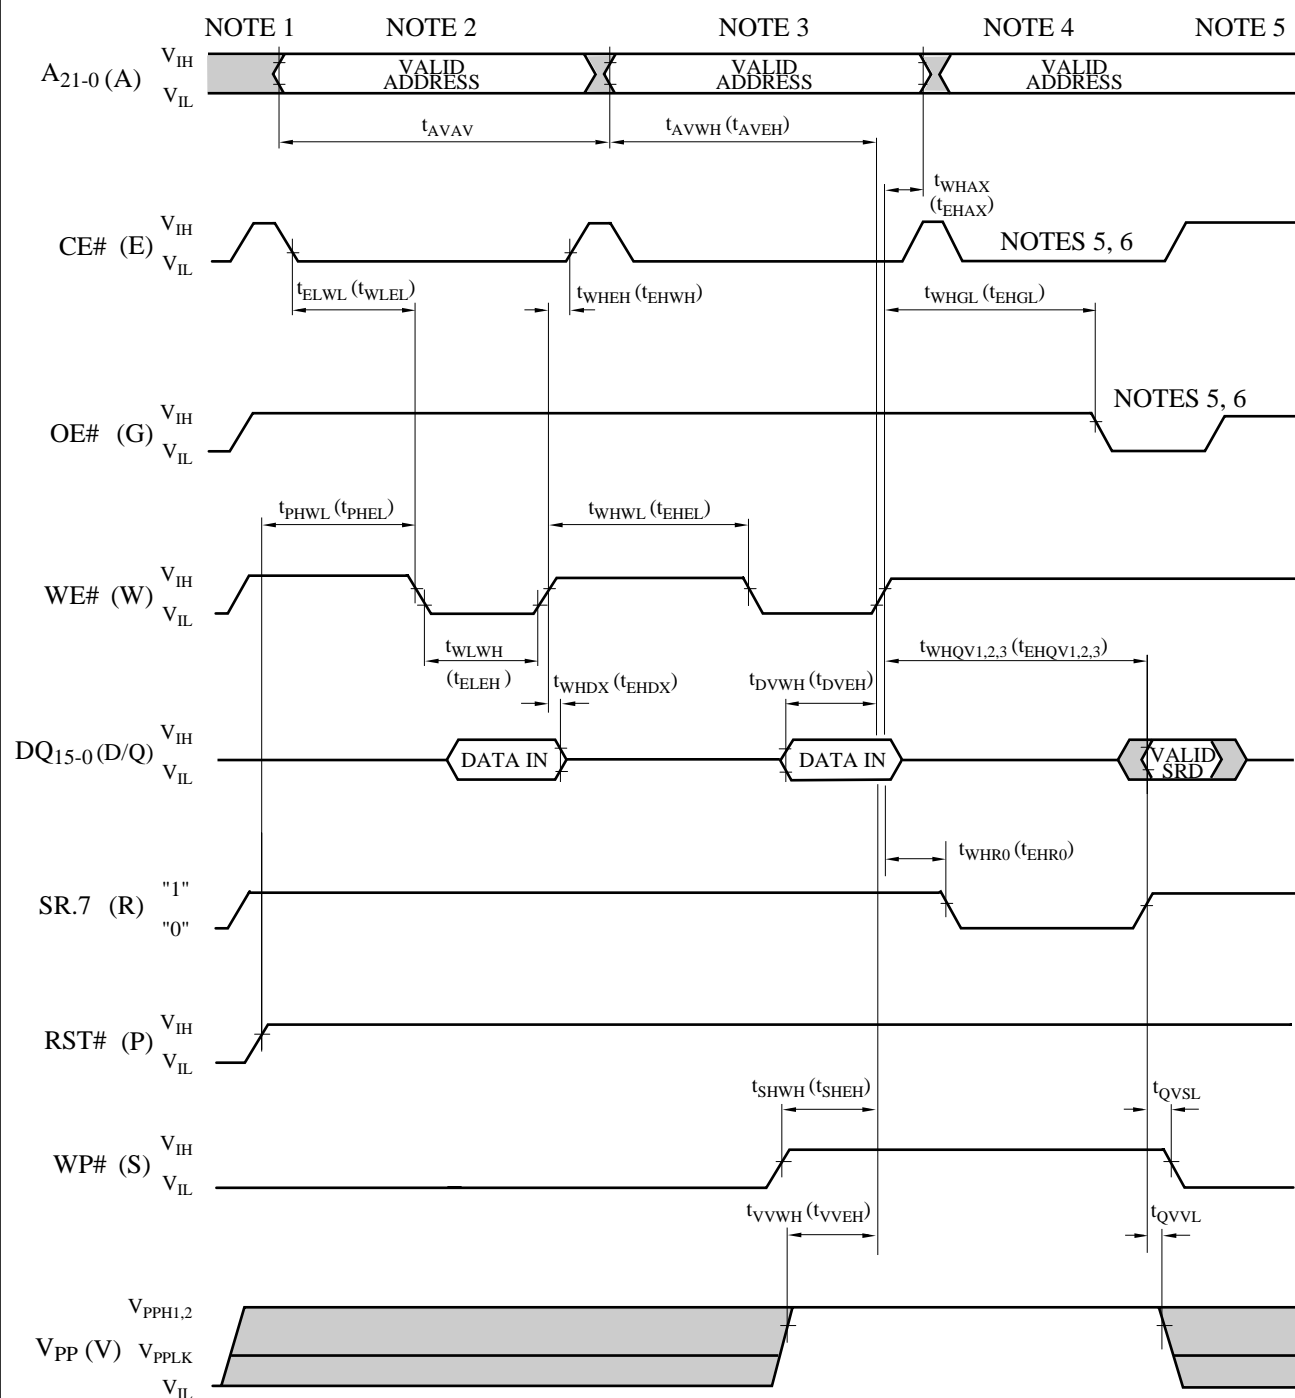 NOTE 1 NOTE 2 NOTE 3 NOTE 4 NOTE 5
A21-0 (A) VIH VIL VALID ADDRESS VALID ADDRESS VALID ADDRESS
tAVAV tAVWH (tAVEH)
tWHAX
(tEHAX)
CE# (E) VIH VIL NOTES 5, 6
tELWL (tWLEL) tWHEH (tEHWH) tWHGL (tEHGL)
OE# (G) VIH VIL NOTES 5, 6
tPHWL (tPHEL) tWHWL (tEHEL)
WE# (W) VIH VIL
tWLWH
(tELEH) tWHDX (tEHDX) tDVWH (tDVEH) tWHQV1,2,3 (tEHQV1,2,3)
DQ15-0 (D/Q) VIH VIL DATA IN DATA IN VALID SRD
tWHR0 (tEHR0)
SR.7 (R) "1" "0"
RST# (P) VIH VIL
tSHWH (tSHEH) tQVSL
WP# (S) VIH VIL
tVVWH (tVVEH) tQVVL
VPP (V) VPPH1,2 VPPLK VIL